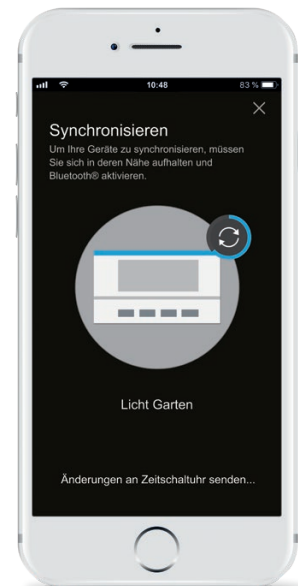 10:48
83 %
Synchronisieren
Um Ihre Geräte zu synchronisieren, müssen
Sie sich in deren Nähe aufhalten und
Bluetooth® aktivieren.
Licht Garten
Änderungen an Zeitschaltuhr senden...